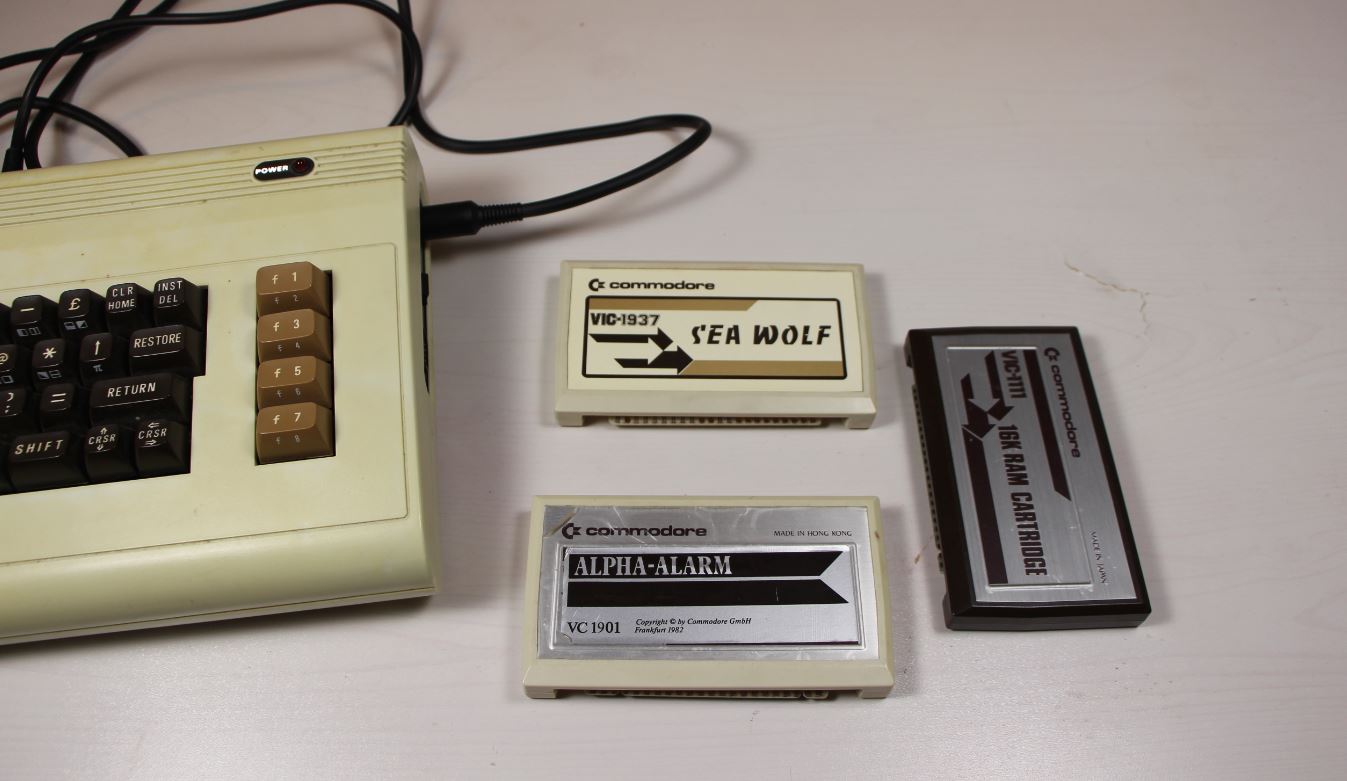 POWER
£
CLR
HOME
INST
DEL
@
*
↑
π
RESTORE
;
=
RETURN
SHIFT
CRSR
CRSR
f 1
f 2
f 3
f 4
f 5
f 6
f 7
f 8
commodore
VIC-1937
SEA WOLF
commodore
MADE IN HONG KONG
ALPHA-ALARM
VC 1901
Copyright © by Commodore GmbH
Frankfurt 1982
commodore
VIC-1111
16K RAM CARTRIDGE
MADE IN JAPAN